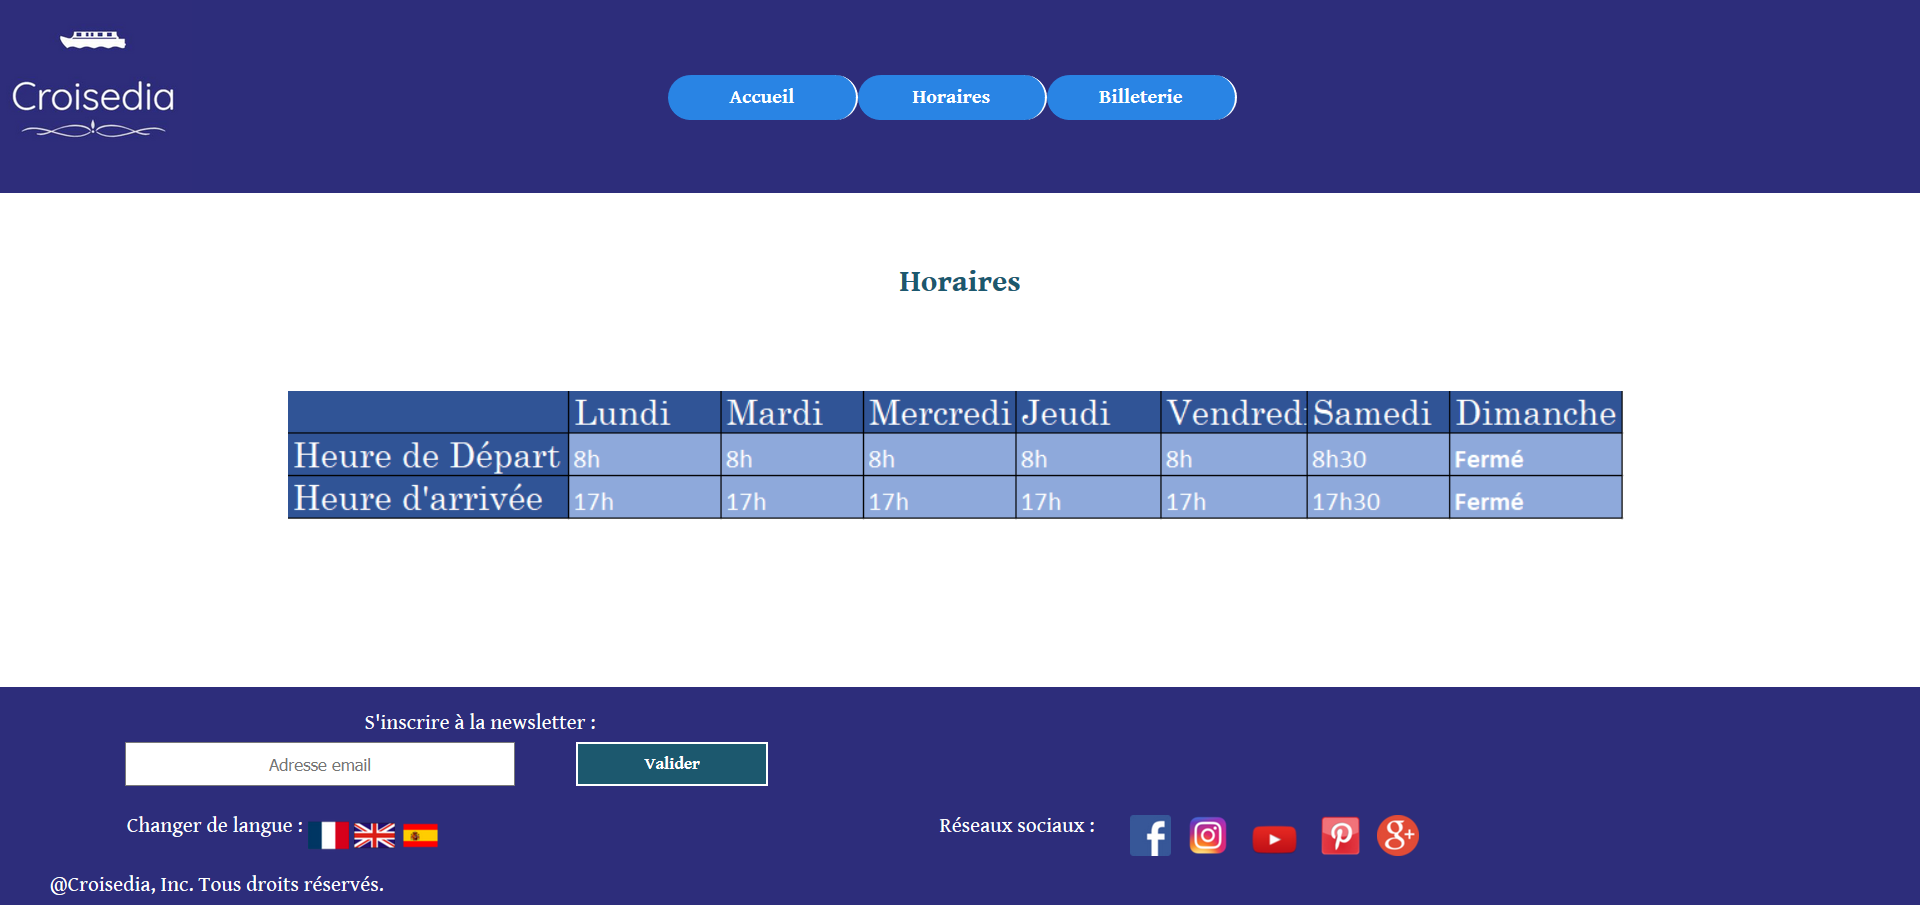 Croisedia
Accueil Horaires Billeterie
Horaires
Lundi Mardi Mercredi Jeudi Vendredi Samedi Dimanche
Heure de Départ 8h 8h 8h 8h 8h 8h30 Fermé
Heure d'arrivée 17h 17h 17h 17h 17h 17h30 Fermé
S'inscrire à la newsletter :
Adresse email Valider
Changer de langue : Réseaux sociaux :
@Croisedia, Inc. Tous droits réservés.